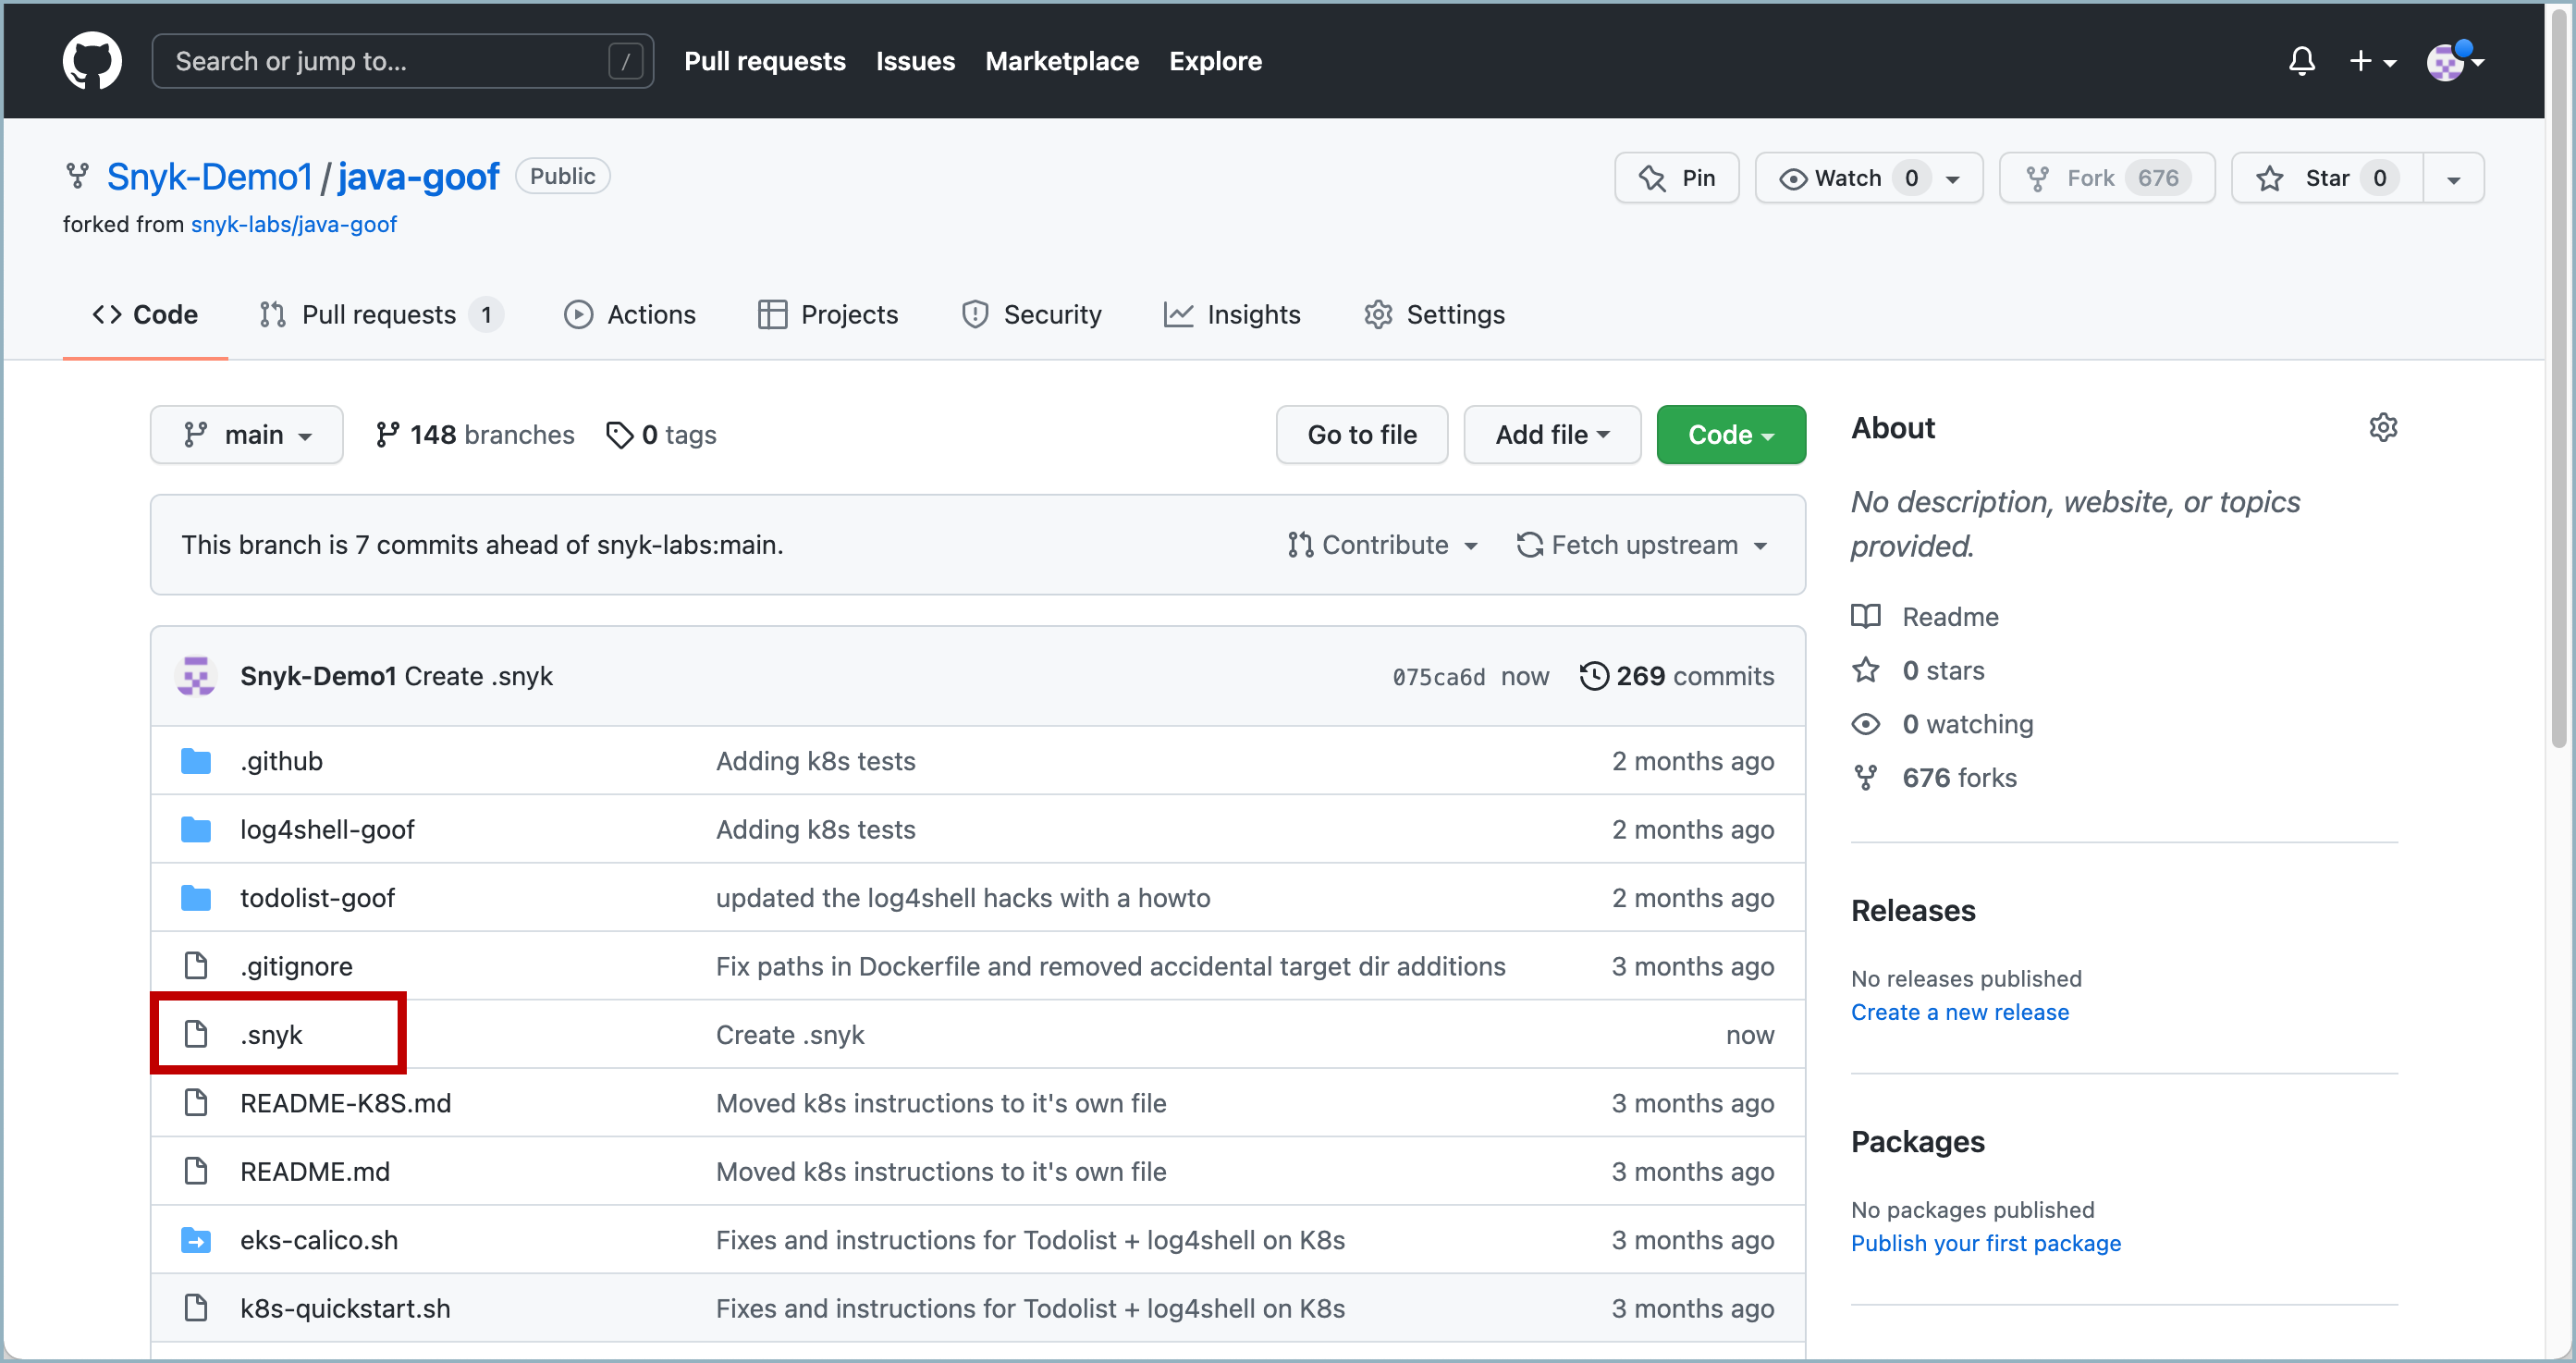 Search or jump to... /
Pull requests Issues Marketplace Explore
Snyk-Demo1 / java-goof Public
Pin Watch 0 Fork 676 Star 0
forked from snyk-labs/java-goof
Code Pull requests 1 Actions Projects Security Insights Settings
main 148 branches 0 tags Go to file Add file Code
This branch is 7 commits ahead of snyk-labs:main. Contribute Fetch upstream
Snyk-Demo1 Create .snyk 075ca6d now 269 commits
.github Adding k8s tests 2 months ago
log4shell-goof Adding k8s tests 2 months ago
todolist-goof updated the log4shell hacks with a howto 2 months ago
.gitignore Fix paths in Dockerfile and removed accidental target dir additions 3 months ago
.snyk Create .snyk now
README-K8S.md Moved k8s instructions to it's own file 3 months ago
README.md Moved k8s instructions to it's own file 3 months ago
eks-calico.sh Fixes and instructions for Todolist + log4shell on K8s 3 months ago
k8s-quickstart.sh Fixes and instructions for Todolist + log4shell on K8s 3 months ago
About
No description, website, or topics
provided.
Readme
0 stars
0 watching
676 forks
Releases
No releases published
Create a new release
Packages
No packages published
Publish your first package